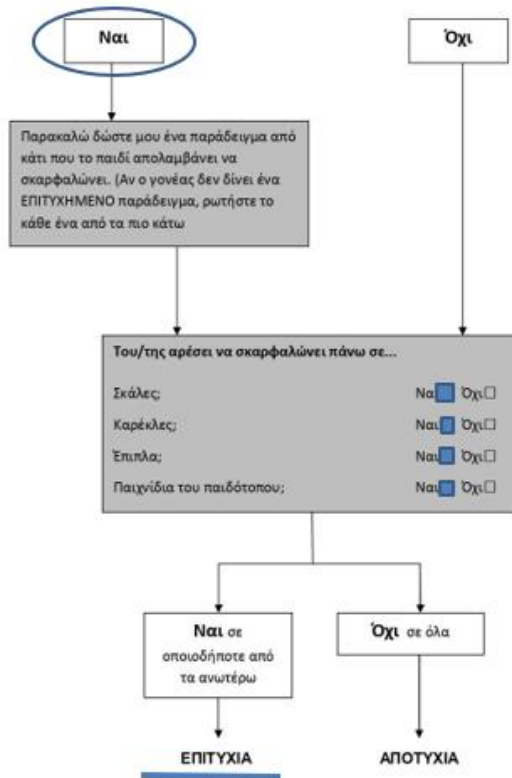 Ναι
Όχι
Παρακαλώ δώστε μου ένα παράδειγμα από
κάτι που το παιδί απολαμβάνει να
σκαρφαλώνει. (Αν ο γονέας δεν δίνει ένα
ΕΠΙΤΥΧΗΜΕΝΟ παράδειγμα, ρωτήστε το
κάθε ένα από τα πιο κάτω
Του/της αρέσει να σκαρφαλώνει πάνω σε...
Σκάλες; Να Όχι☐
Καρέκλες; Ναι Όχι☐
Έπιπλα; Ναι Όχι☐
Παιχνίδια του παιδότοπου; Ναι Όχι☐
Ναι σε
οποιοδήποτε από
τα ανωτέρω
Όχι σε όλα
ΕΠΙΤΥΧΙΑ
ΑΠΟΤΥΧΙΑ